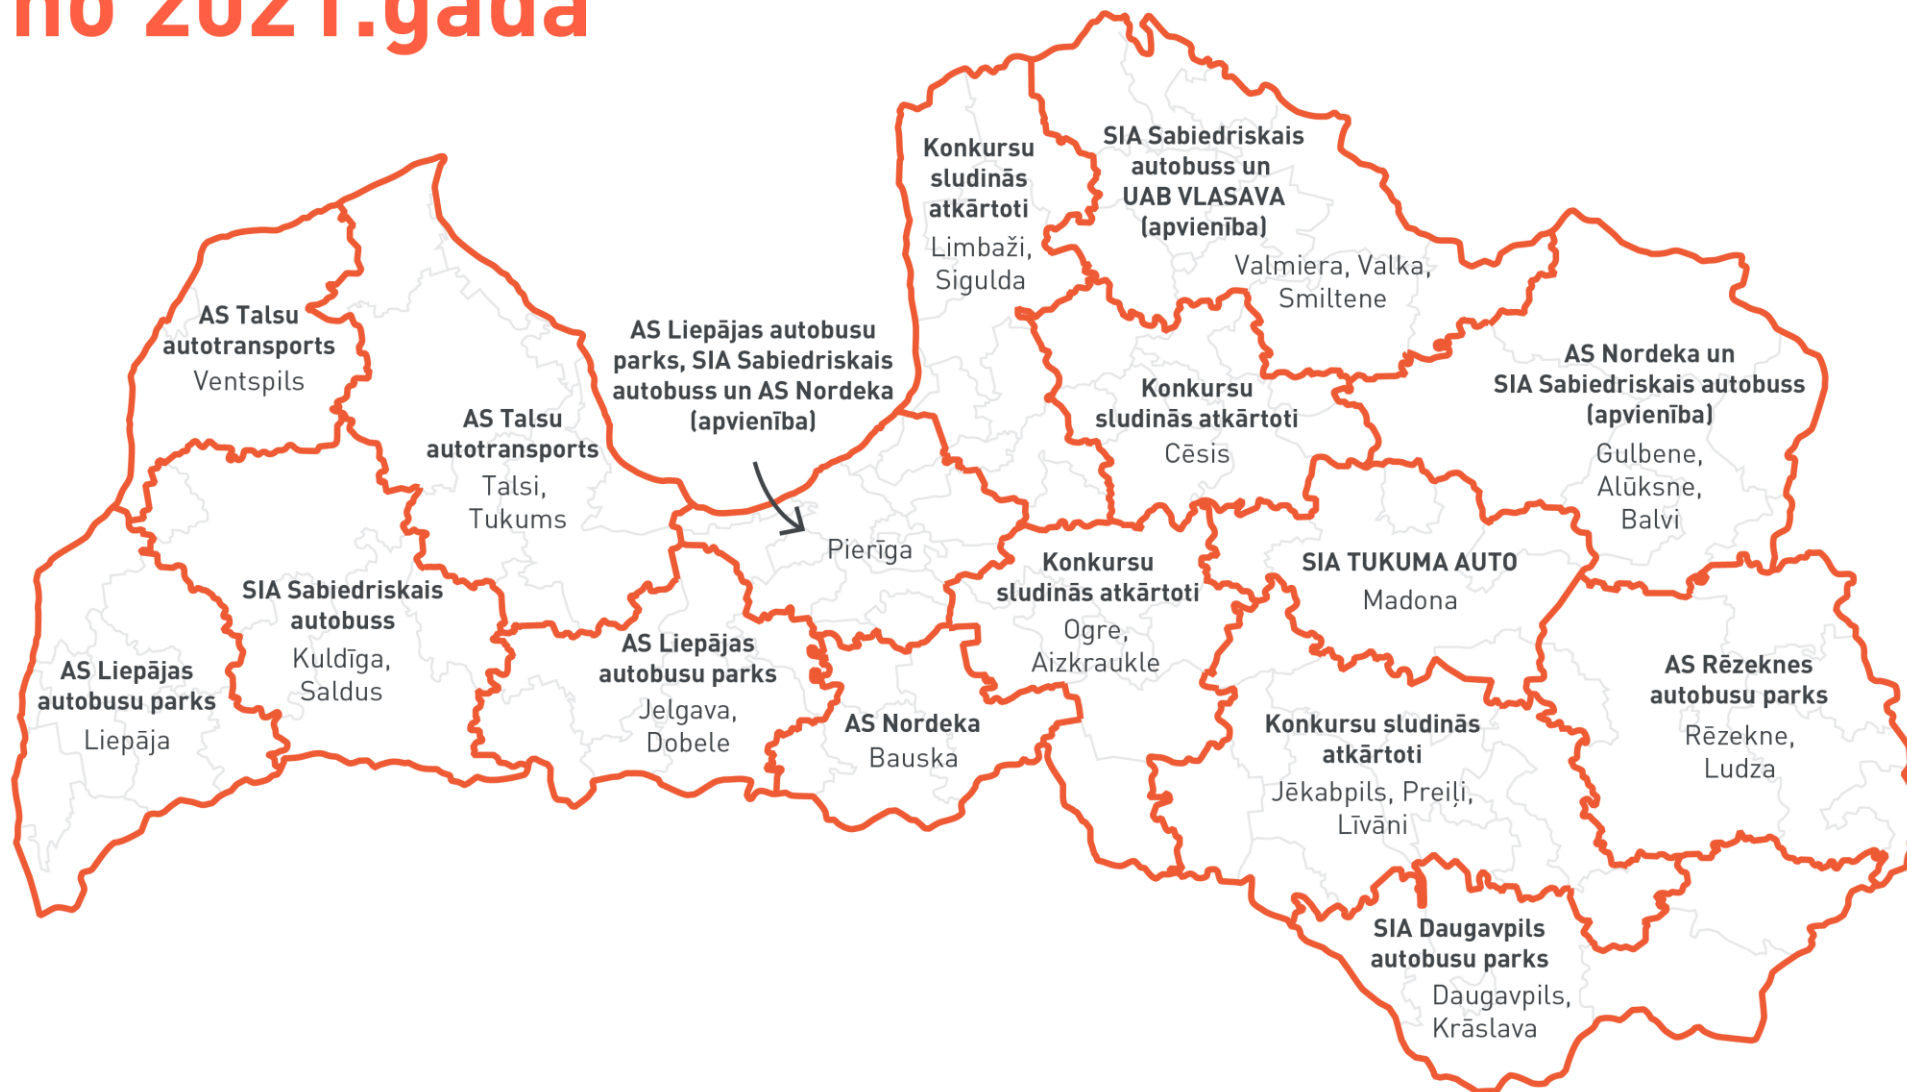 no 2021.gada
Konkursu
sludinās
atkārtoti
Limbaži,
Sigulda
SIA Sabiedriskais
autobuss un
UAB VLASAVA
(apvienība)
Valmiera, Valka,
Smiltene
AS Talsu
autotransports
Ventspils
AS Liepājas autobusu
parks, SIA Sabiedriskais
autobuss un AS Nordeka
(apvienība)
Pierīga
AS Talsu
autotransports
Talsi,
Tukums
Konkursu
sludinās atkārtoti
Cēsis
AS Nordeka un
SIA Sabiedriskais autobuss
(apvienība)
Gulbene,
Alūksne,
Balvi
SIA Sabiedriskais
autobuss
Kuldīga,
Saldus
AS Liepājas
autobusu parks
Liepāja
AS Liepājas
autobusu parks
Jelgava,
Dobele
AS Nordeka
Bauska
Konkursu
sludinās atkārtoti
Ogre,
Aizkraukle
SIA TUKUMA AUTO
Madona
Konkursu sludinās
atkārtoti
Jēkabpils, Preiļi,
Līvāni
AS Rēzeknes
autobusu parks
Rēzekne,
Ludza
SIA Daugavpils
autobusu parks
Daugavpils,
Krāslava